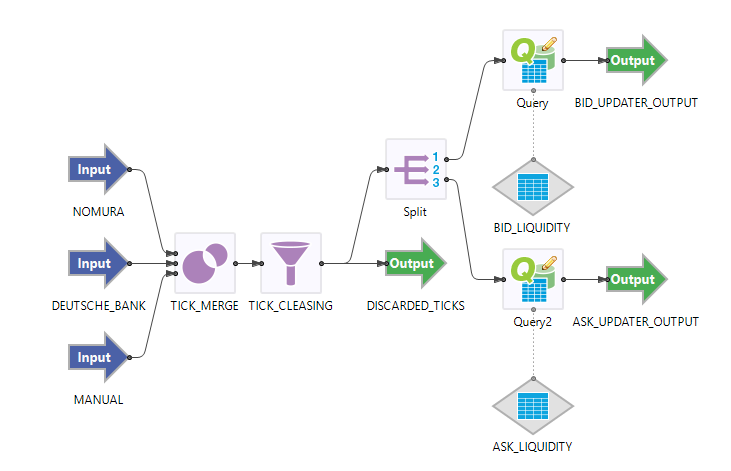 Input
NOMURA
Input
DEUTSCHE_BANK
Input
MANUAL
TICK_MERGE
TICK_CLEASING
1
2
3
Split
Output
DISCARDED_TICKS
Q
Query
Output
BID_UPDATER_OUTPUT
BID_LIQUIDITY
Q
Query2
Output
ASK_UPDATER_OUTPUT
ASK_LIQUIDITY